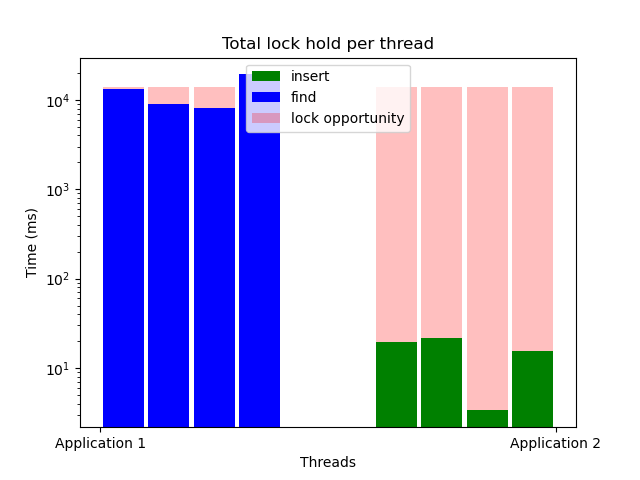 Total lock hold per thread
insert
find
lock opportunity
Time (ms)
10^4
10^3
10^2
10^1
Application 1
Application 2
Threads